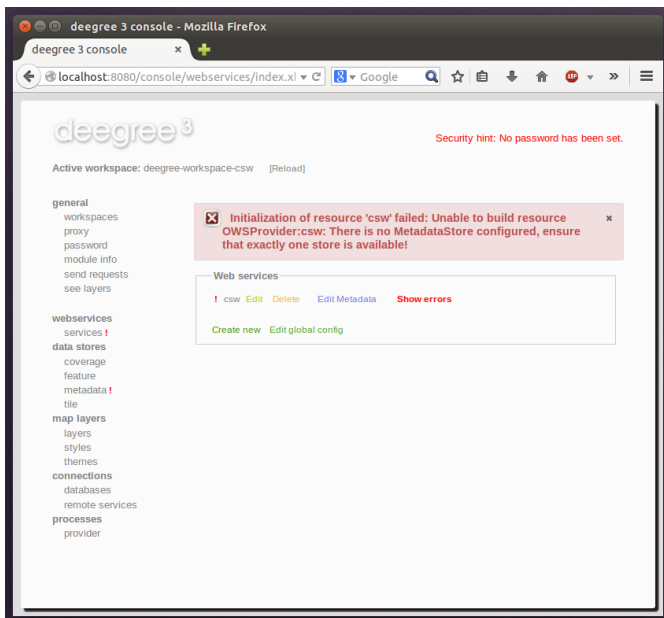 deegree 3 console - Mozilla Firefox
deegree 3 console
localhost:8080/console/webservices/index.xl
8
Google
ABP
deegree 3
Security hint: No password has been set.
Active workspace: deegree-workspace-csw [Reload]
general
workspaces
proxy
password
module info
send requests
see layers
webservices
services !
data stores
coverage
feature
metadata !
tile
map layers
layers
styles
themes
connections
databases
remote services
processes
provider
Initialization of resource 'csw' failed: Unable to build resource
OWSProvider:csw: There is no MetadataStore configured, ensure
that exactly one store is available!
Web services
! csw Edit Delete Edit Metadata Show errors
Create new Edit global config